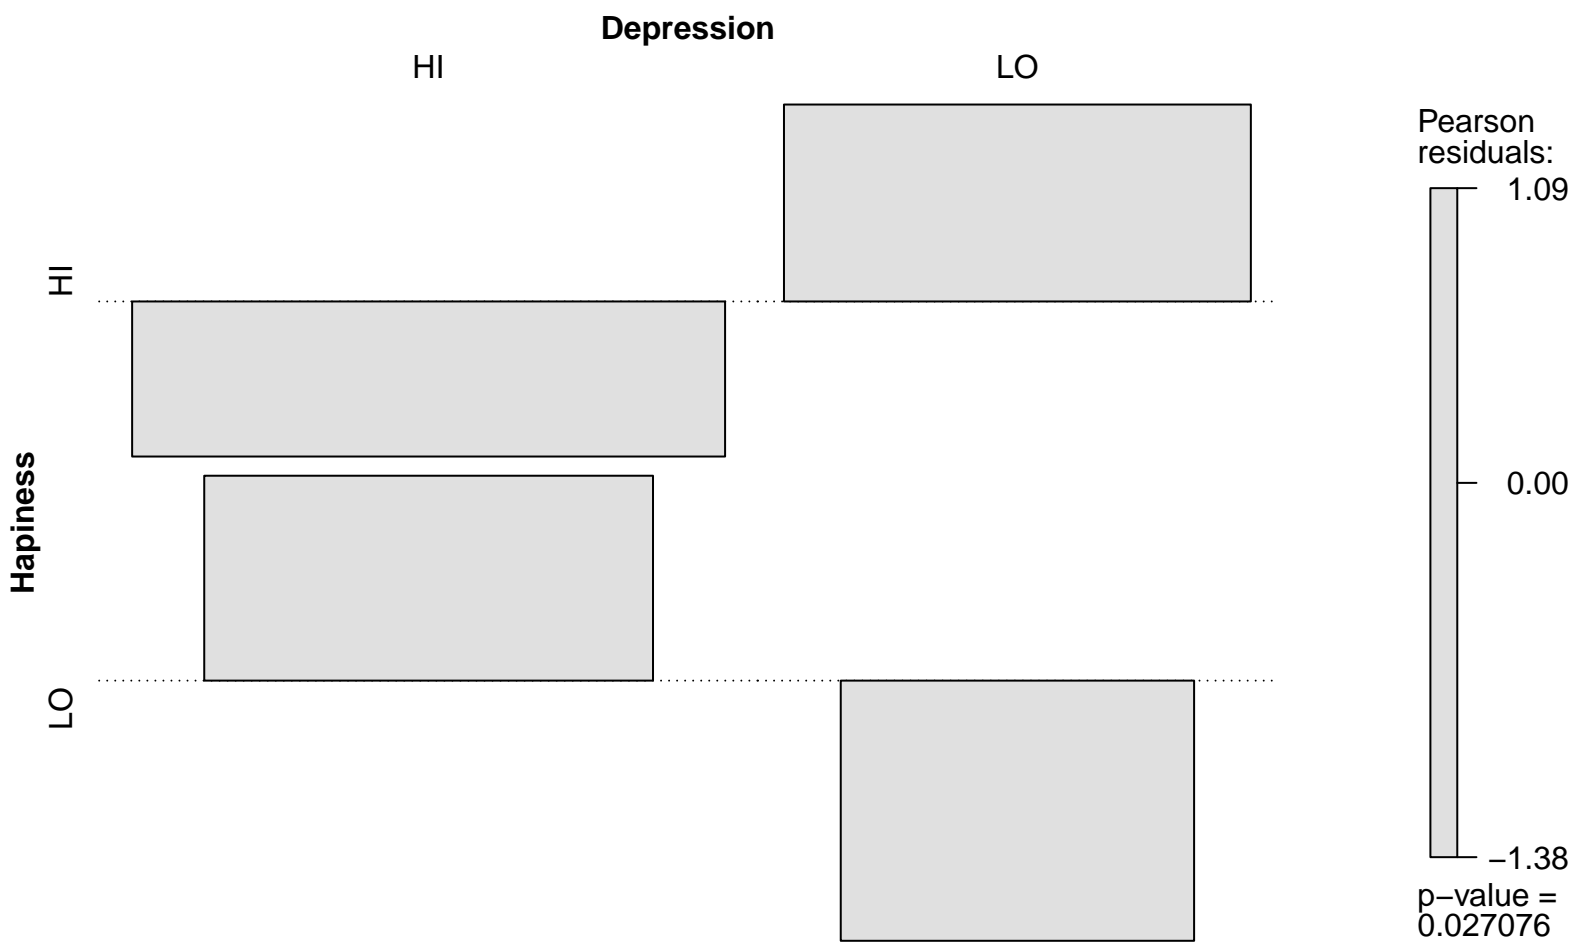 Depression
HI
LO
HI
LO
Hapiness
Pearson
residuals:
1.09
0.00
−1.38
p−value =
0.027076